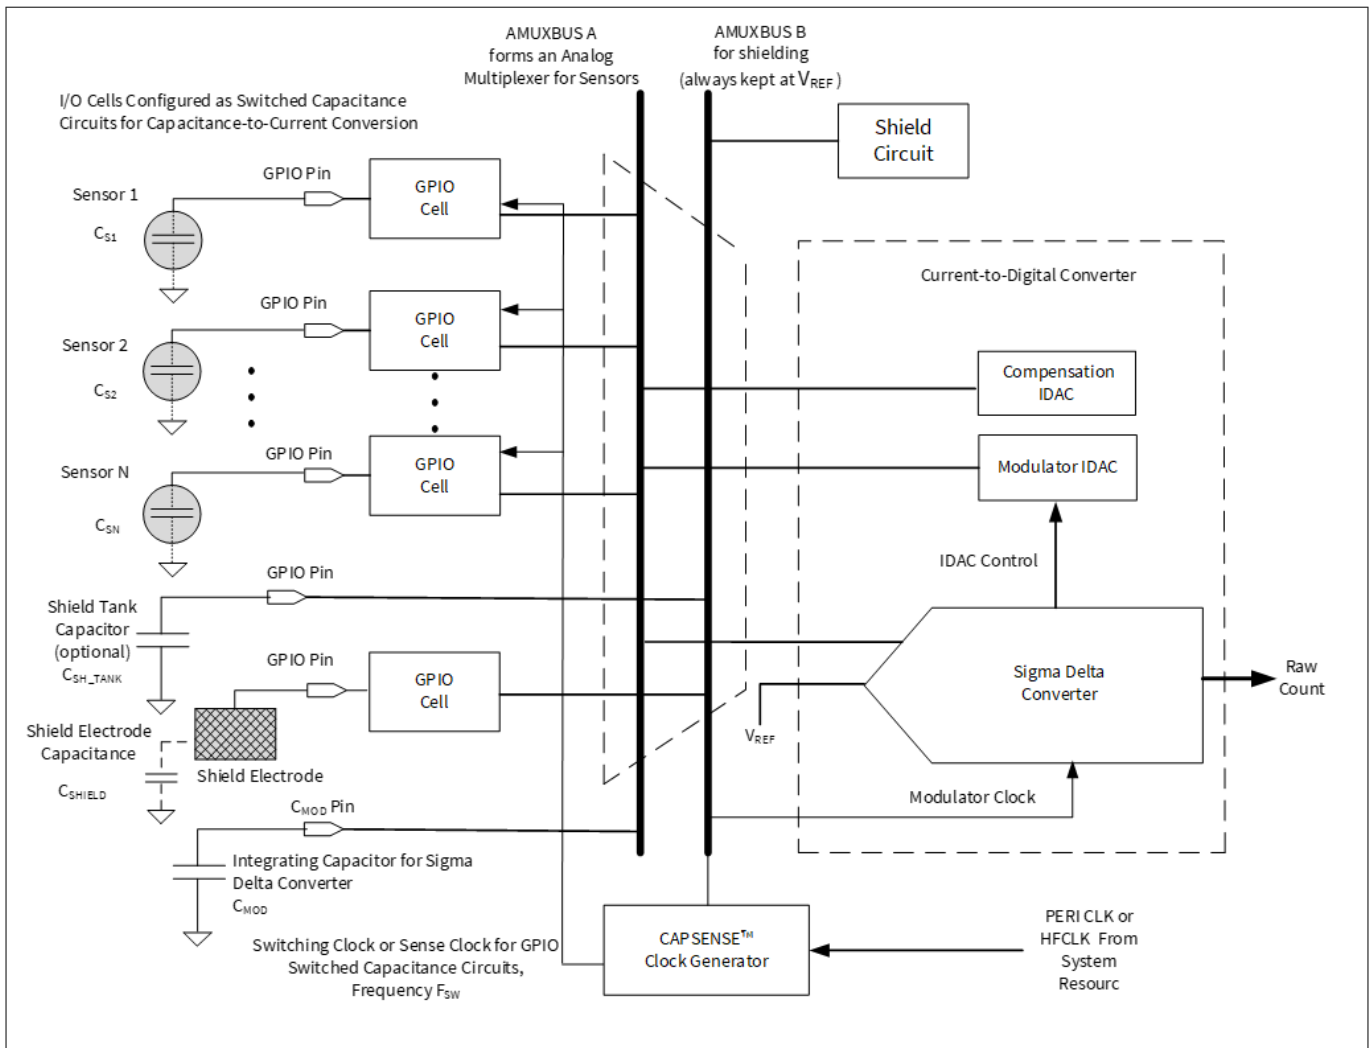 AMUXBUS A
forms an Analog
Multiplexer for Sensors
AMUXBUS B
for shielding
(always kept at VREF)
I/O Cells Configured as Switched Capacitance
Circuits for Capacitance-to-Current Conversion
Shield
Circuit
GPIO Pin
GPIO
Cell
Sensor 1
CS1
Current-to-Digital Converter
GPIO Pin
GPIO
Cell
Sensor 2
CS2
Compensation
IDAC
GPIO Pin
GPIO
Cell
Sensor N
CSN
Modulator IDAC
IDAC Control
GPIO Pin
Shield Tank
Capacitor
(optional)
CSH_TANK
GPIO Pin
GPIO
Cell
Sigma Delta
Converter
Raw
Count
VREF
Shield Electrode
Capacitance
CSHIELD
Shield Electrode
Modulator Clock
CMOD Pin
Integrating Capacitor for Sigma
Delta Converter
CMOD
Switching Clock or Sense Clock for GPIO
Switched Capacitance Circuits,
Frequency FSW
CAPSENSE™
Clock Generator
PERI CLK or
HFCLK From
System
Resourc